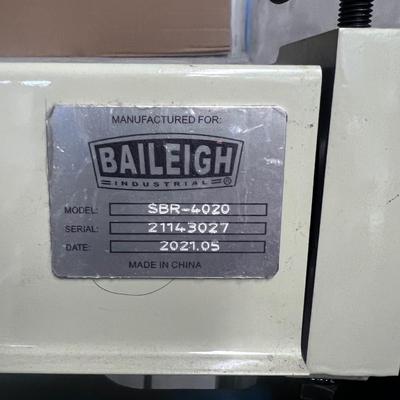 MANUFACTURED FOR:
BAILEIGH
INDUSTRIAL ®
MODEL: SBR-4020
SERIAL: 21143027
DATE: 2021.05
MADE IN CHINA